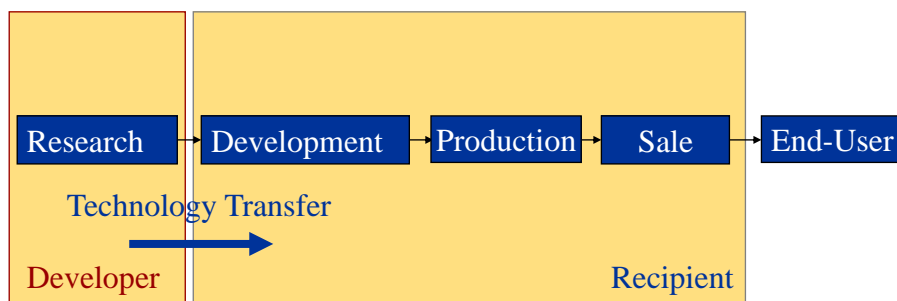 Research
Development
Production
Sale
End-User
Technology Transfer
Developer
Recipient